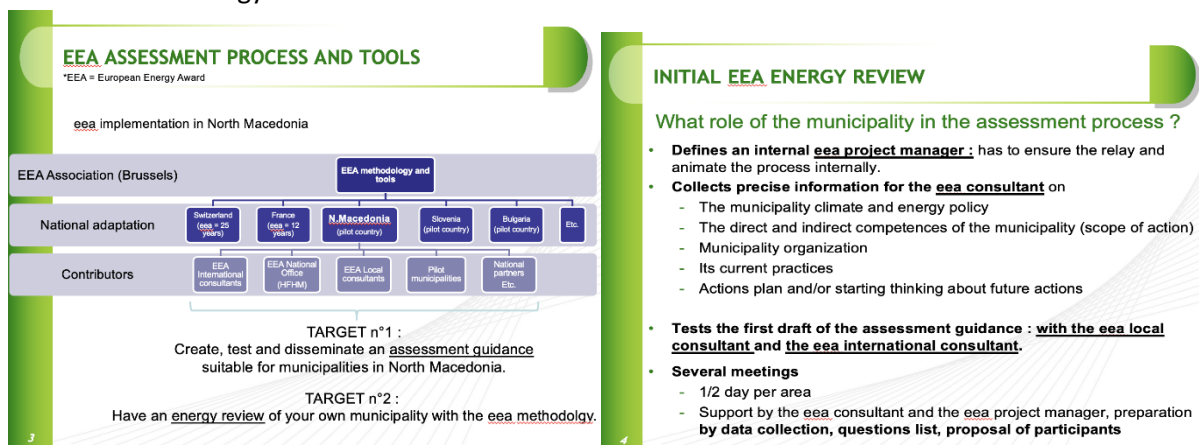 EEA ASSESSMENT PROCESS AND TOOLS
*EEA = European Energy Award
eea implementation in North Macedonia
EEA Association (Brussels)
EEA methodology and
tools
National adaptation
Switzerland
(eea = 25
years)
France
(eea = 12
years)
N.Macedonia
(pilot country)
Slovenia
(pilot country)
Bulgaria
(pilot country)
Etc.
Contributors
EEA
International
consultants
EEA National
Office
(HFHM)
EEA Local
consultants
Pilot
municipalities
National
partners
Etc.
TARGET n°1 :
Create, test and disseminate an assessment guidance
suitable for municipalities in North Macedonia.
TARGET n°2 :
Have an energy review of your own municipality with the eea methodolgy.
3
INITIAL EEA ENERGY REVIEW
What role of the municipality in the assessment process ?
• Defines an internal eea project manager : has to ensure the relay and
animate the process internally.
• Collects precise information for the eea consultant on
- The municipality climate and energy policy
- The direct and indirect competences of the municipality (scope of action)
- Municipality organization
- Its current practices
- Actions plan and/or starting thinking about future actions
• Tests the first draft of the assessment guidance : with the eea local
consultant and the eea international consultant.
• Several meetings
- 1/2 day per area
- Support by the eea consultant and the eea project manager, preparation
by data collection, questions list, proposal of participants
4